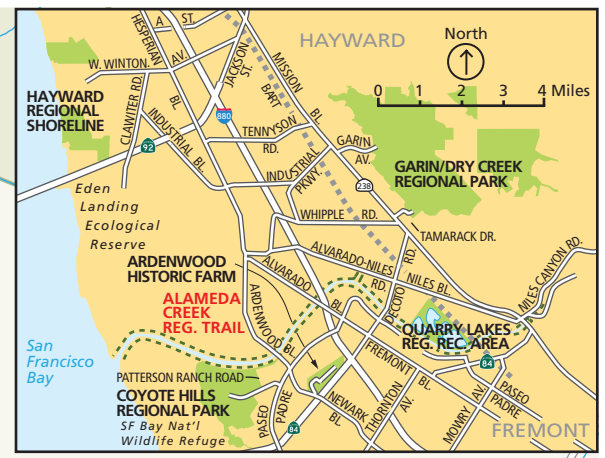 A ST.
HESPERIAN BL.
HAYWARD
North
W. WINTON. AV.
JACKSON ST.
MISSION BL.
BART
0 1 2 3 4 Miles
HAYWARD
REGIONAL
SHORELINE
CLAWITER RD.
INDUSTRIAL BL.
880
TENNYSON RD.
92
GARIN AV.
INDUSTRIAL PKWY.
GARIN/DRY CREEK
REGIONAL PARK
238
Eden
Landing
Ecological
Reserve
WHIPPLE RD.
TAMARACK DR.
ARDENWOOD
HISTORIC FARM
ALVARADO-NILES RD.
NILES BL.
NILES CANYON RD.
ALVARADO BL.
DECOTO RD.
ALAMEDA
CREEK
REG. TRAIL
ARDENWOOD BL.
QUARRY LAKES
REG. REC. AREA
San
Francisco
Bay
84
FREMONT BL.
PATTERSON RANCH ROAD
COYOTE HILLS
REGIONAL PARK
SF Bay Nat'l
Wildlife Refuge
PASEO PADRE
84
NEWARK BL.
THORNTON AV.
MOWRY AV.
PASEO PADRE
FREMONT